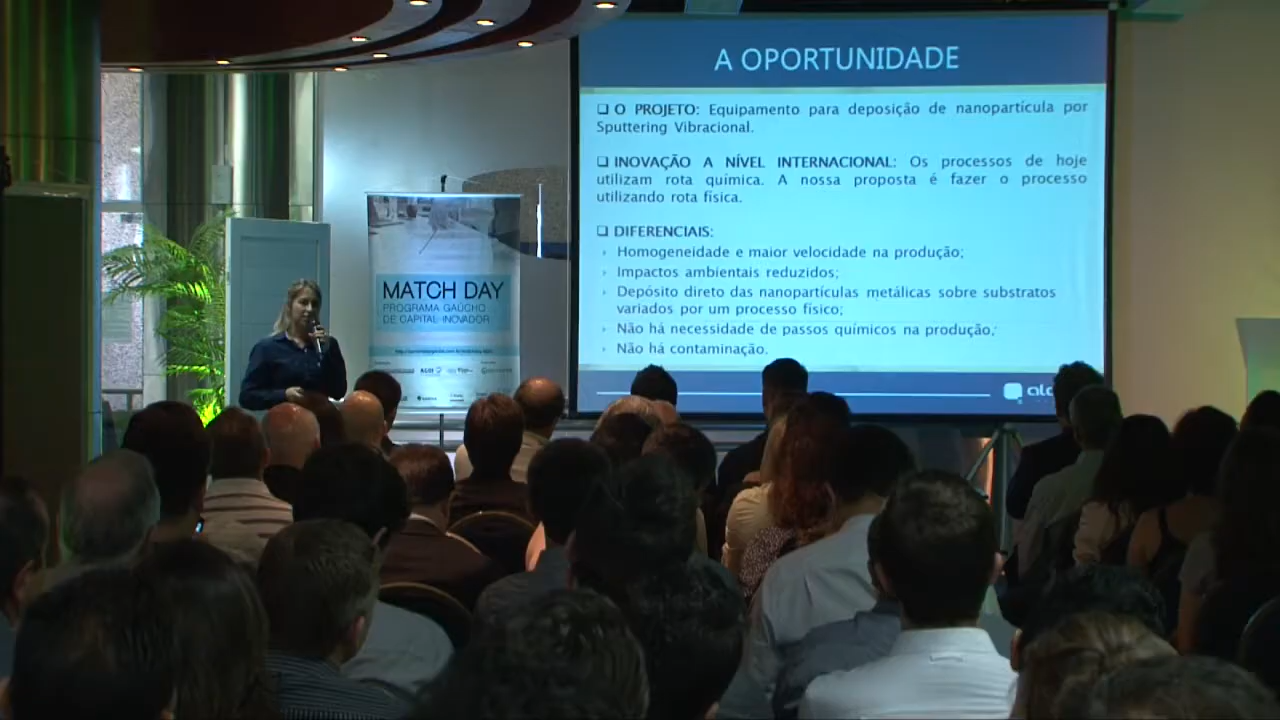 A OPORTUNIDADE
❑ O PROJETO: Equipamento para deposição de nanopartícula por
Sputtering Vibracional.
❑ INOVAÇÃO A NÍVEL INTERNACIONAL: Os processos de hoje
utilizam rota química. A nossa proposta é fazer o processo
utilizando rota física.
❑ DIFERENCIAIS:
› Homogeneidade e maior velocidade na produção;
› Impactos ambientais reduzidos;
› Depósito direto das nanopartículas metálicas sobre substratos
variados por um processo físico;
› Não há necessidade de passos químicos na produção;
› Não há contaminação.
MATCH DAY
PROGRAMA GAÚCHO
DE CAPITAL INOVADOR
AGDI